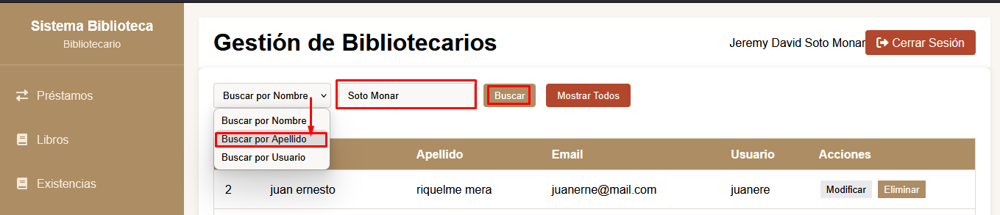 Sistema Biblioteca
Bibliotecario
Préstamos
Libros
Existencias
Gestión de Bibliotecarios
Jeremy David Soto Monar
Cerrar Sesión
Buscar por Nombre
Soto Monar
Buscar
Mostrar Todos
Buscar por Nombre
Buscar por Apellido
Buscar por Usuario
Apellido Email Usuario Acciones
2 juan ernesto riquelme mera juanerne@mail.com juanere Modificar Eliminar